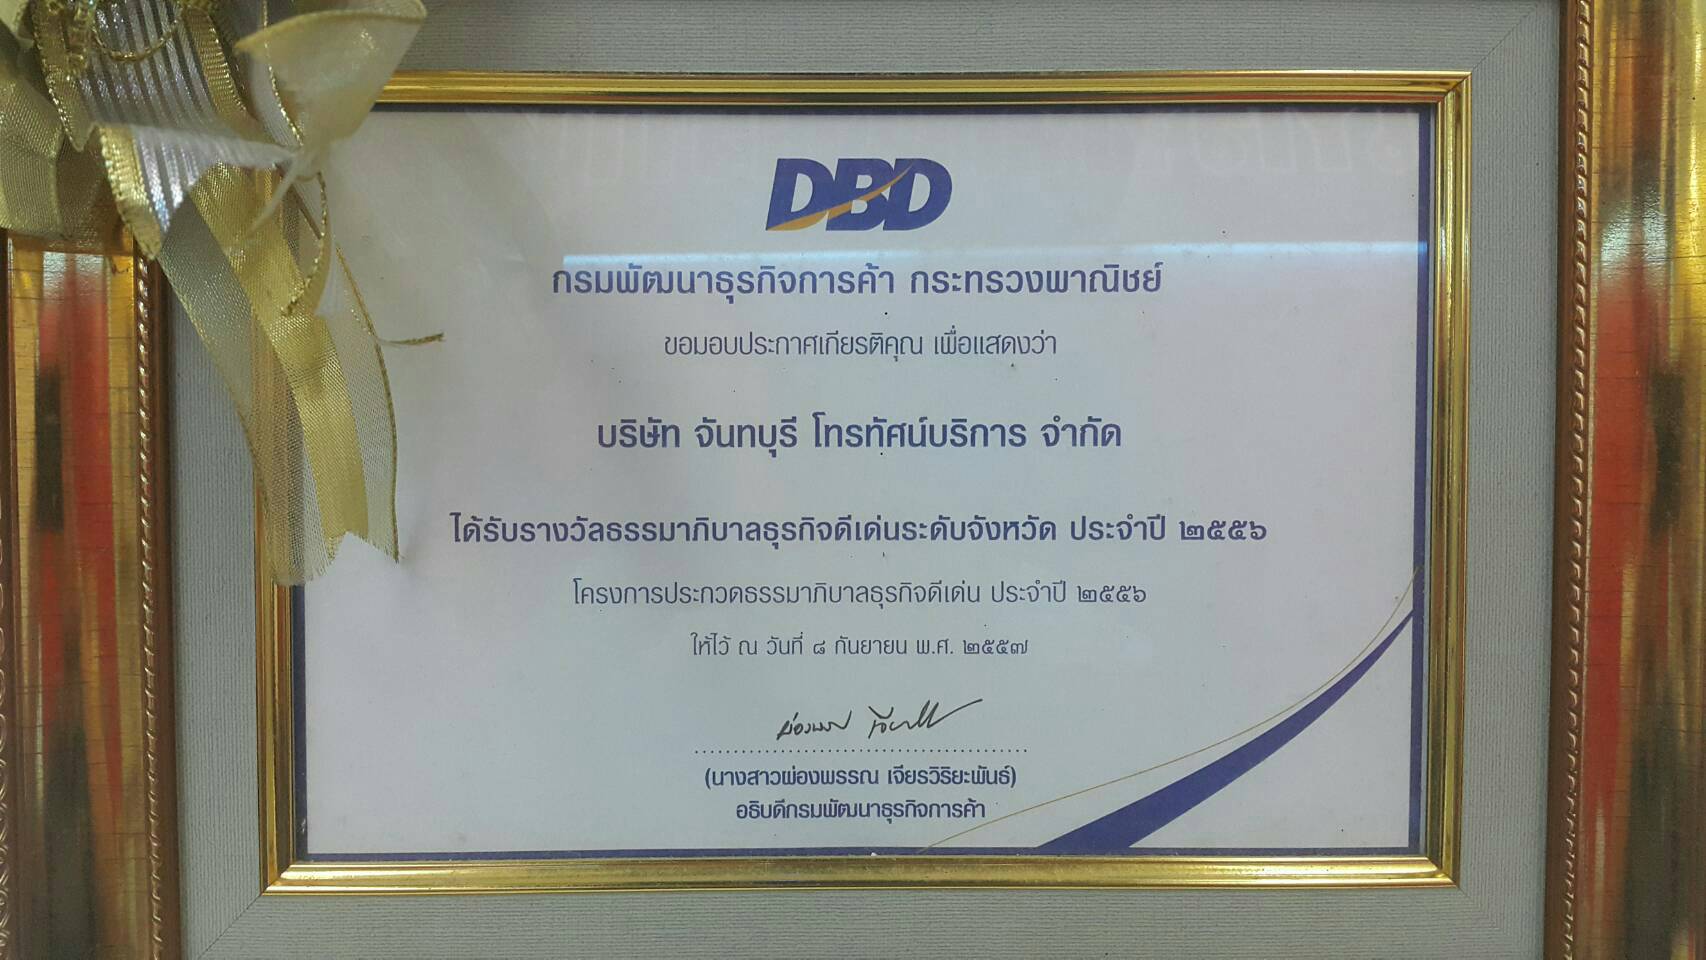 DBD
กรมพัฒนาธุรกิจการค้า กระทรวงพาณิชย์
ขอมอบประกาศเกียรติคุณ เพื่อแสดงว่า
บริษัท จันทบุรี โทรทัศน์บริการ จำกัด
ได้รับรางวัลธรรมาภิบาลธุรกิจดีเด่นระดับจังหวัด ประจำปี ๒๕๕๖
โครงการประกวดธรรมาภิบาลธุรกิจดีเด่น ประจำปี ๒๕๕๖
ให้ไว้ ณ วันที่ ๘ กันยายน พ.ศ. ๒๕๕๗
(นางสาวผ่องพรรณ เจียรวิริยะพันธ์)
อธิบดีกรมพัฒนาธุรกิจการค้า